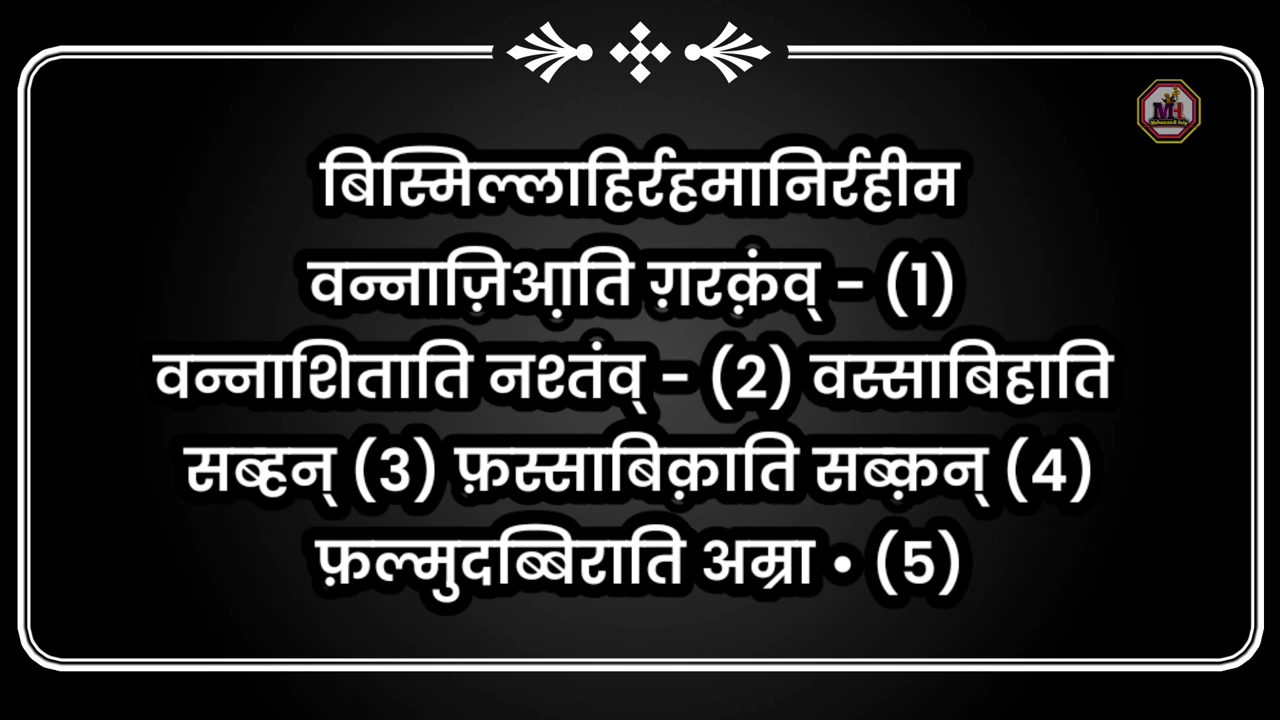 बिस्मिल्लाहिर्रहमानिर्रहीम
वन्नाज़िआ़ति ग़रक़ंव् - (1)
वन्नाशिताति नश्तंव् - (2) वस्साबिहाति
सब्हन् (3) फ़स्साबिक़ाति सब्क़न् (4)
फ़ल्मुदब्बिराति अम्रा • (5)